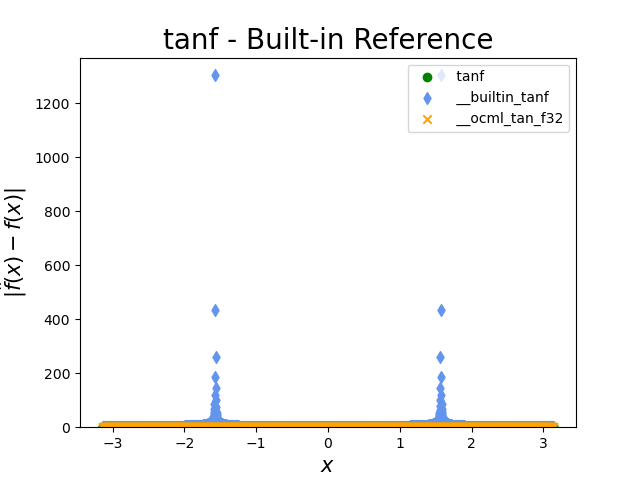 tanf - Built-in Reference
|f̃(x) − f(x)|
1200
1000
800
600
400
200
0
tanf
__builtin_tanf
__ocml_tan_f32
−3
−2
−1
0
1
2
3
x